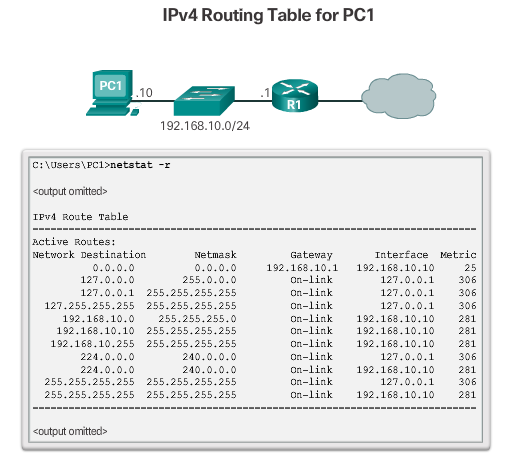 IPv4 Routing Table for PC1
PC1
.10
.1
R1
192.168.10.0/24
C:\Users\PC1>netstat -r
<output omitted>
IPv4 Route Table
Active Routes:
Network Destination Netmask Gateway Interface Metric
0.0.0.0 0.0.0.0 192.168.10.1 192.168.10.10 25
127.0.0.0 255.0.0.0 On-link 127.0.0.1 306
127.0.0.1 255.255.255.255 On-link 127.0.0.1 306
127.255.255.255 255.255.255.255 On-link 127.0.0.1 306
192.168.10.0 255.255.255.0 On-link 192.168.10.10 281
192.168.10.10 255.255.255.255 On-link 192.168.10.10 281
192.168.10.255 255.255.255.255 On-link 192.168.10.10 281
224.0.0.0 240.0.0.0 On-link 127.0.0.1 306
224.0.0.0 240.0.0.0 On-link 192.168.10.10 281
255.255.255.255 255.255.255.255 On-link 127.0.0.1 306
255.255.255.255 255.255.255.255 On-link 192.168.10.10 281
<output omitted>